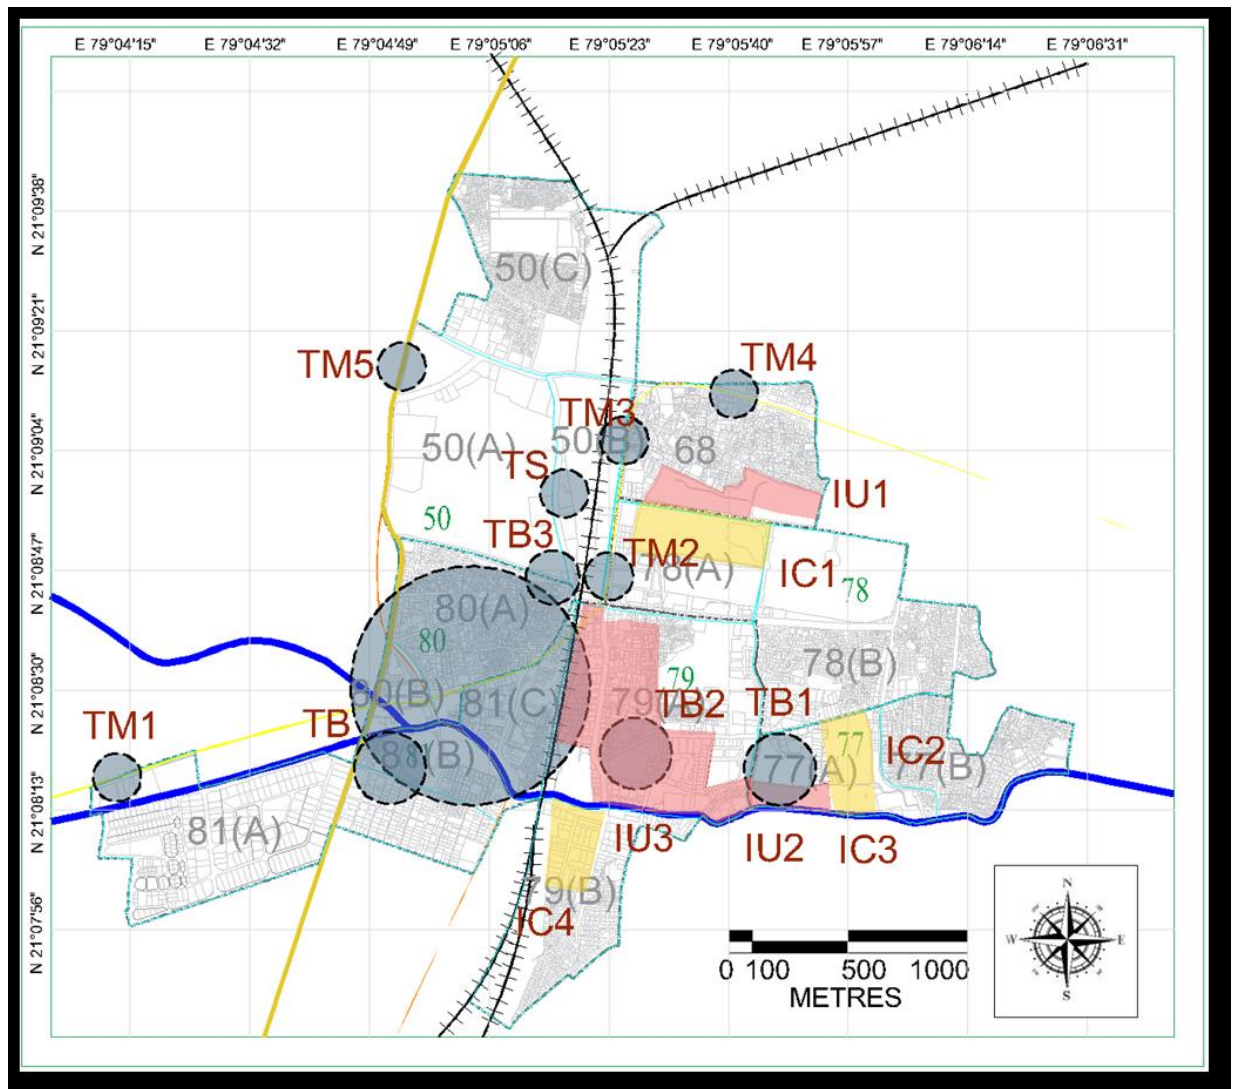 E 79°04'15" E 79°04'32" E 79°04'49" E 79°05'06" E 79°05'23" E 79°05'40" E 79°05'57" E 79°06'14" E 79°06'31"
N 21°09'38"
50(C)
N 21°09'21"
TM5
TM4
TM3
N 21°09'04"
50(A)
50(B)
68
TS
IU1
50
TB3
TM2
N 21°08'47"
78(A)
IC1
78
80(A)
80
78(B)
N 21°08'30"
79
80(B)
81(C)
79(A)
TB2
TB1
TM1
TB
77
IC2
81(B)
77(A)
77(B)
N 21°08'13"
81(A)
IU3
IU2
IC3
79(B)
IC4
N 21°07'56"
N
W
E
S
0 100 500 1000
METRES